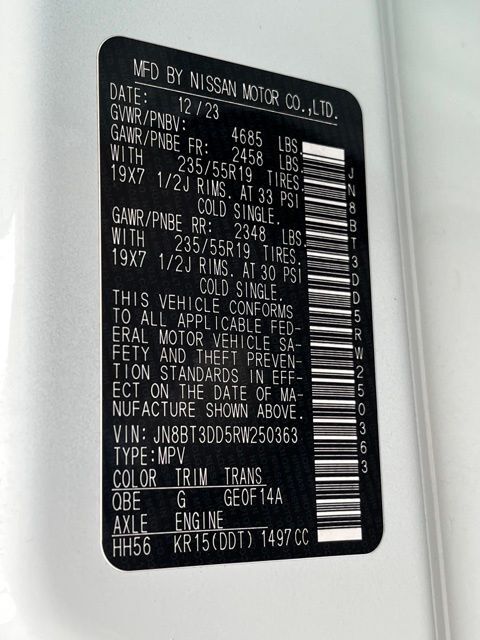 MFD BY NISSAN MOTOR CO.,LTD.
DATE: 12/23
GVWR/PNBV: 4685 LBS.
GAWR/PNBE FR: 2458 LBS.
WITH 235/55R19 TIRES.
19X7 1/2J RIMS. AT 33 PSI
COLD SINGLE.
GAWR/PNBE RR: 2348 LBS.
WITH 235/55R19 TIRES.
19X7 1/2J RIMS. AT 30 PSI
COLD SINGLE.
THIS VEHICLE CONFORMS
TO ALL APPLICABLE FED-
ERAL MOTOR VEHICLE SA-
FETY AND THEFT PREVEN-
TION STANDARDS IN EFF-
ECT ON THE DATE OF MA-
NUFACTURE SHOWN ABOVE.
VIN: JN8BT3DD5RW250363
TYPE:MPV
COLOR TRIM TRANS
QBE G GE0F14A
AXLE ENGINE
HH56 KR15(DDT) 1497CC
JN8BT3DD5RW250363